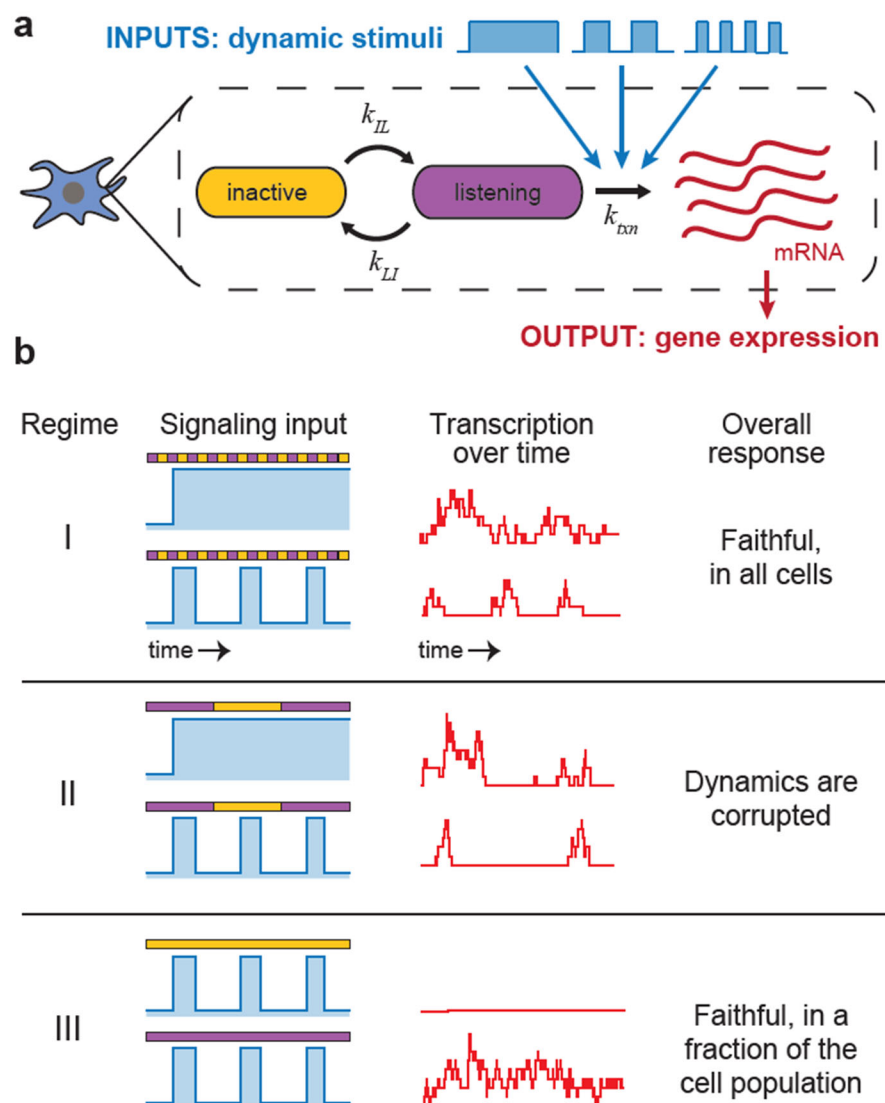 a
INPUTS: dynamic stimuli
k_IL
inactive
listening
k_LI
k_txn
mRNA
OUTPUT: gene expression
b
Regime
Signaling input
Transcription
over time
Overall
response
I
Faithful,
in all cells
time
time
II
Dynamics are
corrupted
III
Faithful, in a
fraction of the
cell population